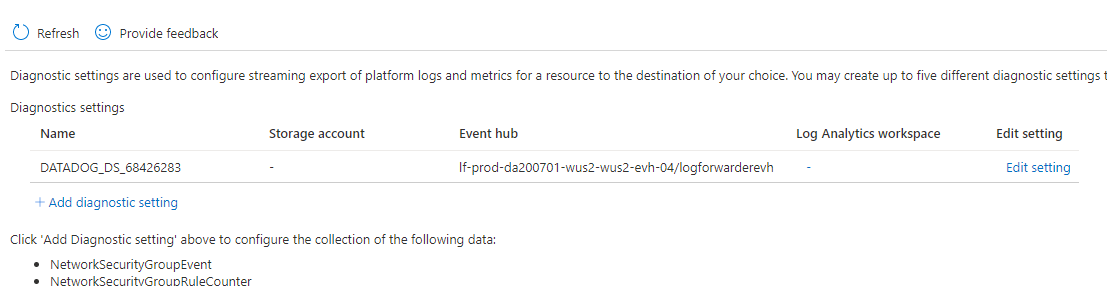 Refresh Provide feedback
Diagnostic settings are used to configure streaming export of platform logs and metrics for a resource to the destination of your choice. You may create up to five different diagnostic settings t
Diagnostics settings
Name Storage account Event hub Log Analytics workspace Edit setting
DATADOG_DS_68426283 - lf-prod-da200701-wus2-wus2-evh-04/logforwarderevh - Edit setting
+ Add diagnostic setting
Click 'Add Diagnostic setting' above to configure the collection of the following data:
• NetworkSecurityGroupEvent
• NetworkSecurityGroupRuleCounter